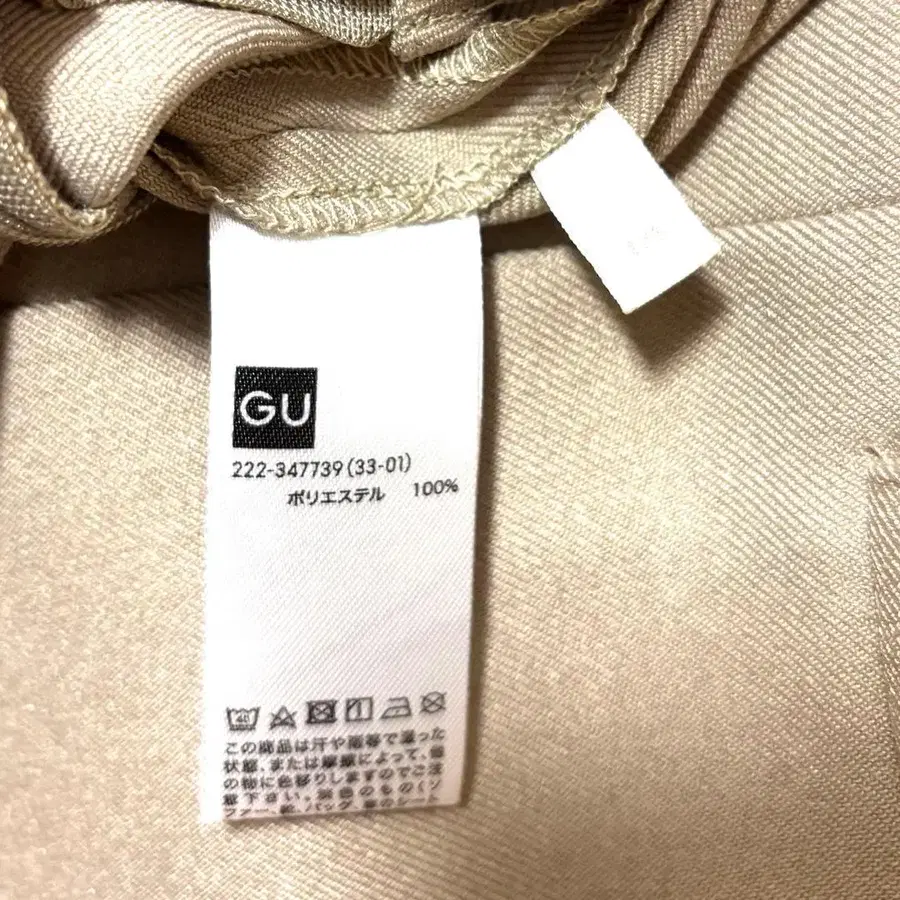 GU
222-347739(33-01)
ポリエステル 100%
40
この商品は汗や雨等で湿った
状態、または摩擦によって、他
の物に色移りしますのでご注
意下さい。淡色のもの(ソ
ファー、靴、バッグ、車のシート